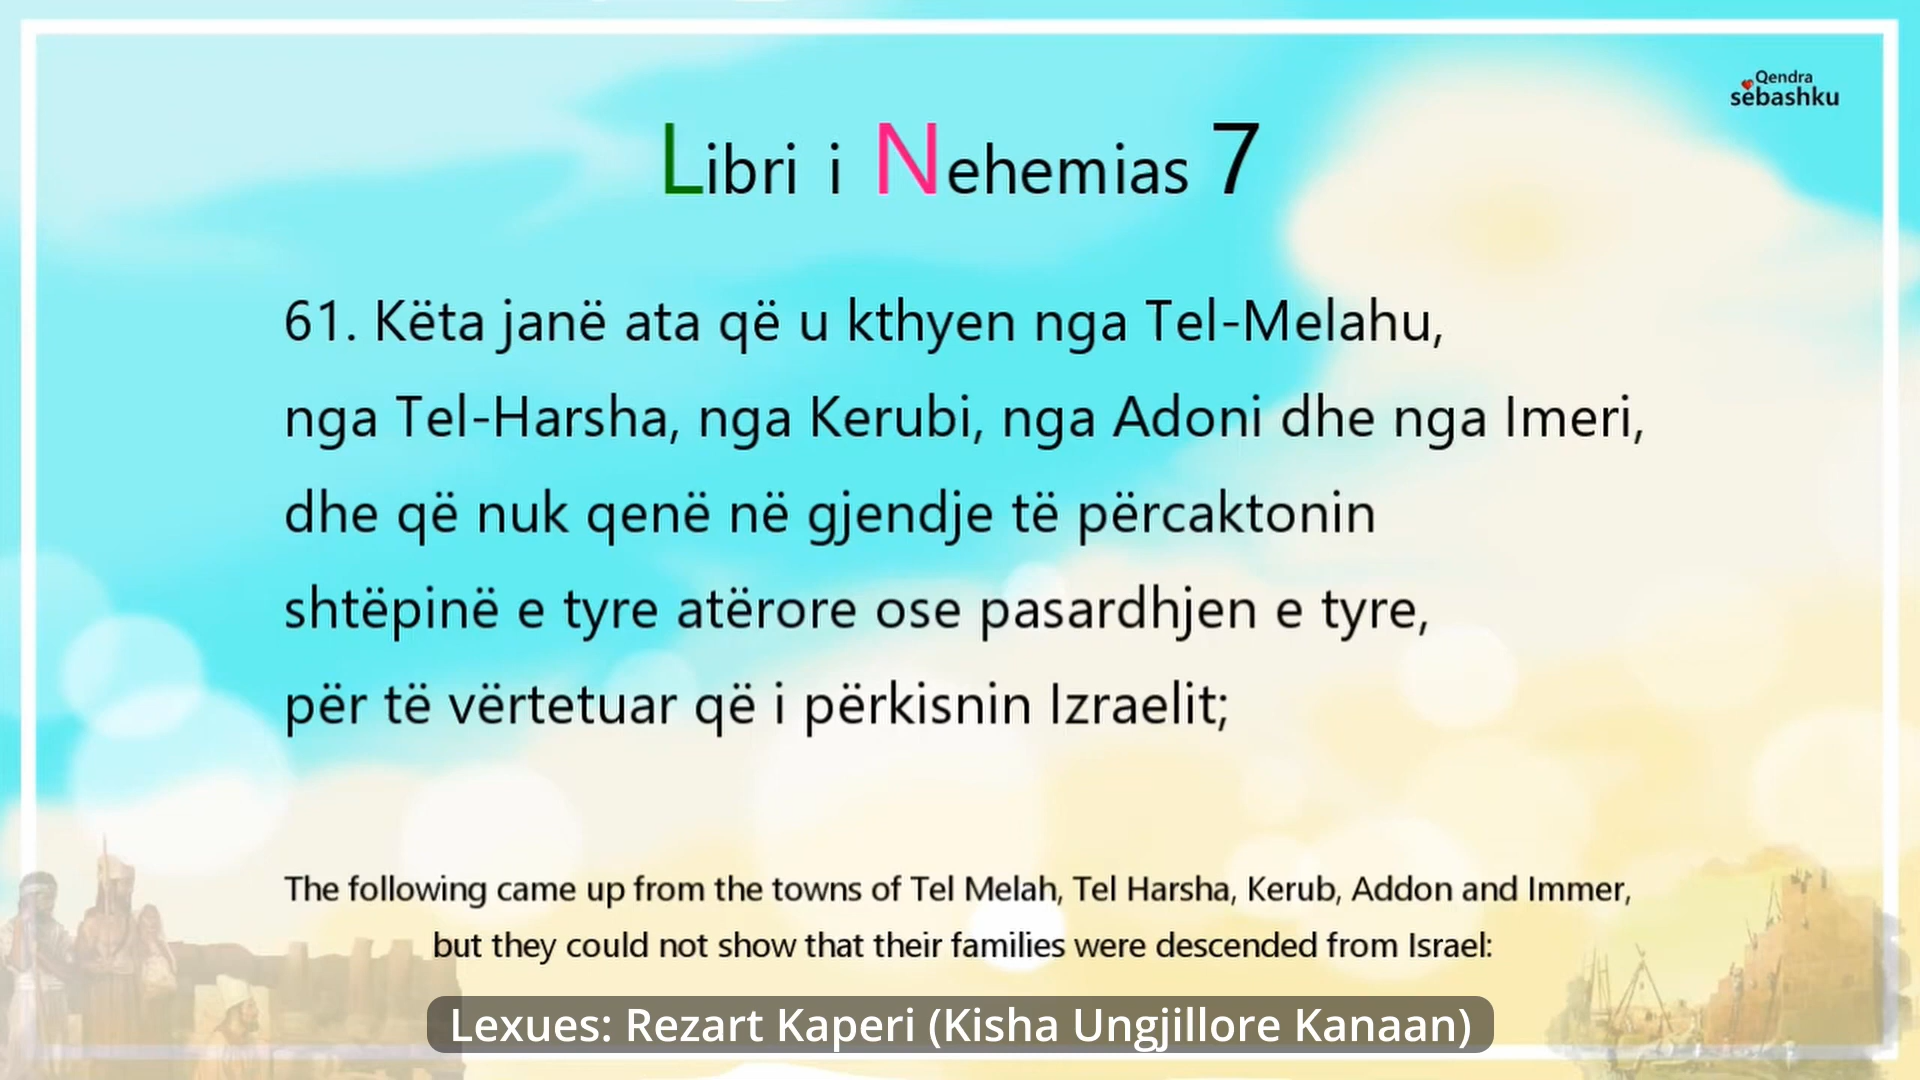 Qendra
sëbashku
Libri i Nehemias 7
61. Këta janë ata që u kthyen nga Tel-Melahu,
nga Tel-Harsha, nga Kerubi, nga Adoni dhe nga Imeri,
dhe që nuk qenë në gjendje të përcaktonin
shtëpinë e tyre atërore ose pasardhjen e tyre,
për të vërtetuar që i përkisnin Izraelit;
The following came up from the towns of Tel Melah, Tel Harsha, Kerub, Addon and Immer,
but they could not show that their families were descended from Israel:
Lexues: Rezart Kaperi (Kisha Ungjillore Kanaan)